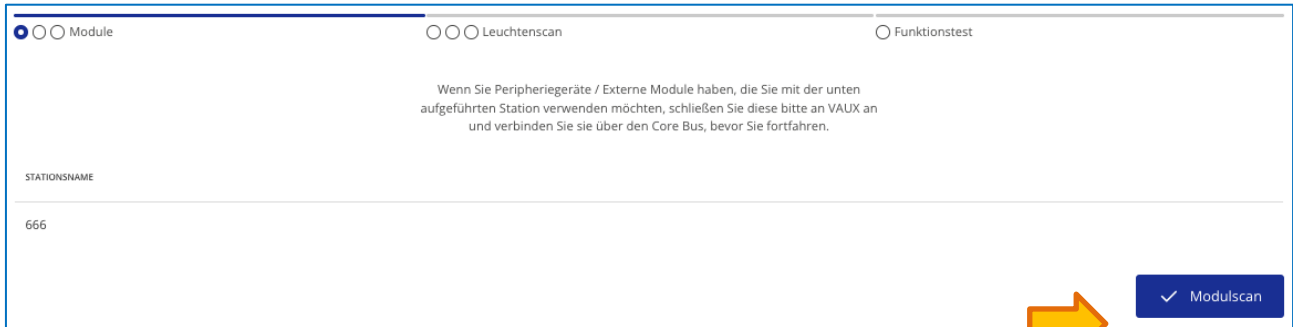 Module
Leuchtenscan
Funktionstest
Wenn Sie Peripheriegeräte / Externe Module haben, die Sie mit der unten
aufgeführten Station verwenden möchten, schließen Sie diese bitte an VAUX an
und verbinden Sie sie über den Core Bus, bevor Sie fortfahren.
STATIONSNAME
666
Modulscan